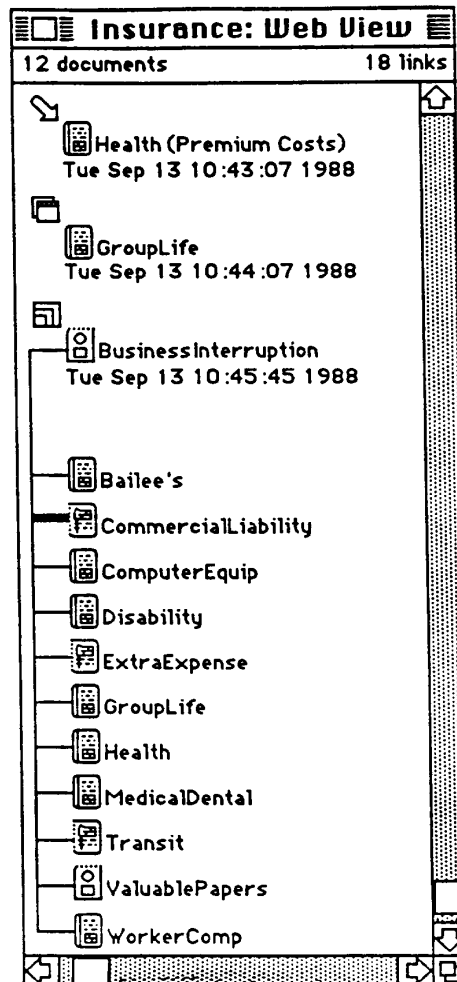 Insurance: Web View
12 documents 18 links
Health (Premium Costs)
Tue Sep 13 10:43:07 1988
GroupLife
Tue Sep 13 10:44:07 1988
BusinessInterruption
Tue Sep 13 10:45:45 1988
Bailee's
CommercialLiability
ComputerEquip
Disability
ExtraExpense
GroupLife
Health
MedicalDental
Transit
ValuablePapers
WorkerComp